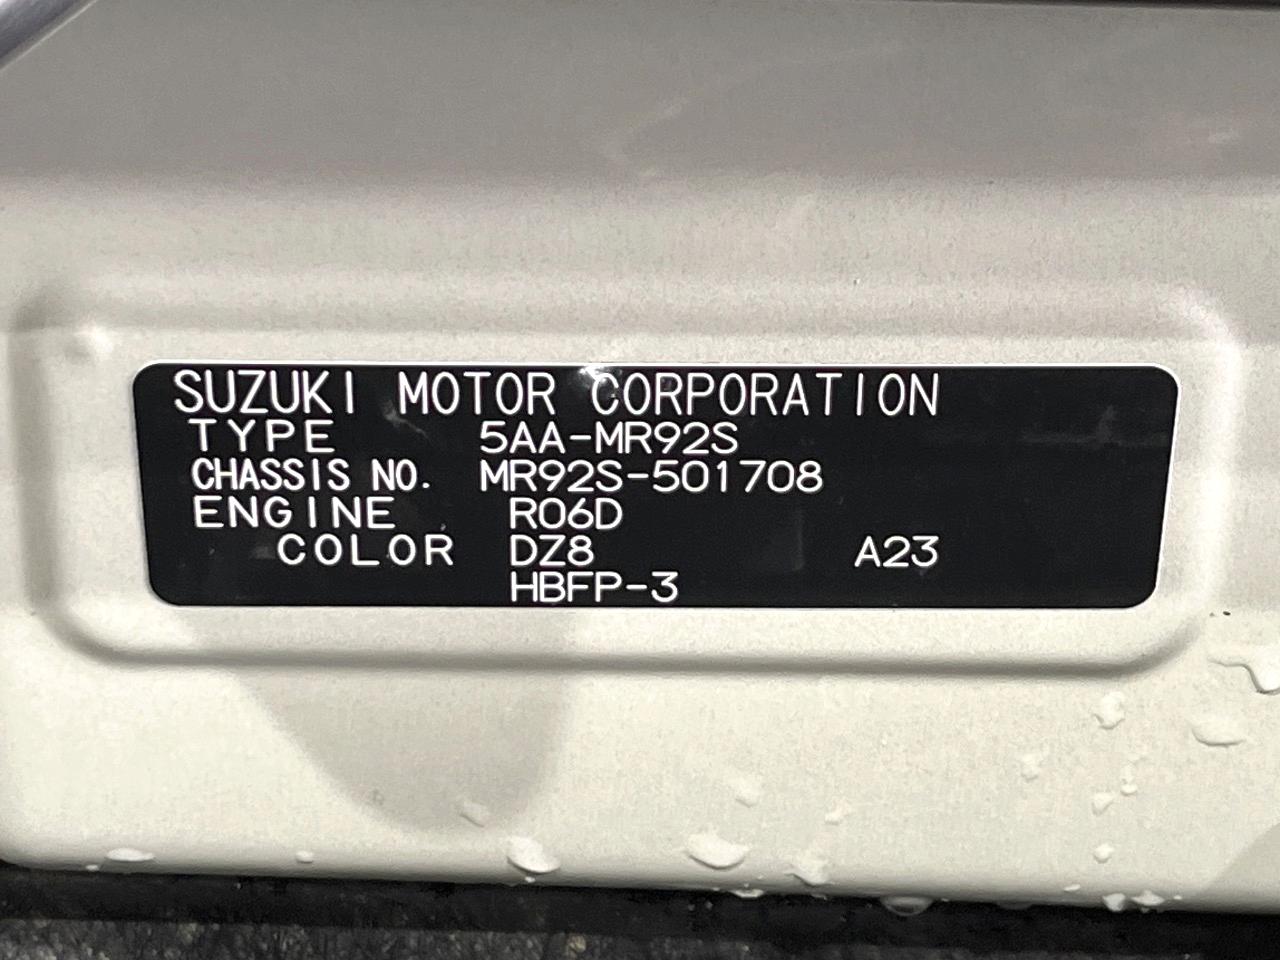 SUZUKI MOTOR CORPORATION
TYPE 5AA-MR92S
CHASSIS NO. MR92S-501708
ENGINE R06D
COLOR DZ8 A23
HBFP-3